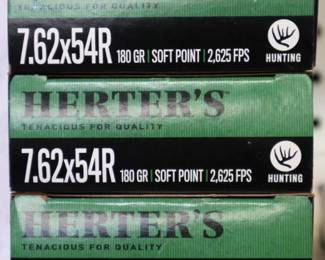 TENACIOUS FOR QUALITY
7.62x54R 180 GR | SOFT POINT | 2,625 FPS HUNTING
HERTER'S
TENACIOUS FOR QUALITY
7.62x54R 180 GR | SOFT POINT | 2,625 FPS HUNTING
HERTER'S
TENACIOUS FOR QUALITY